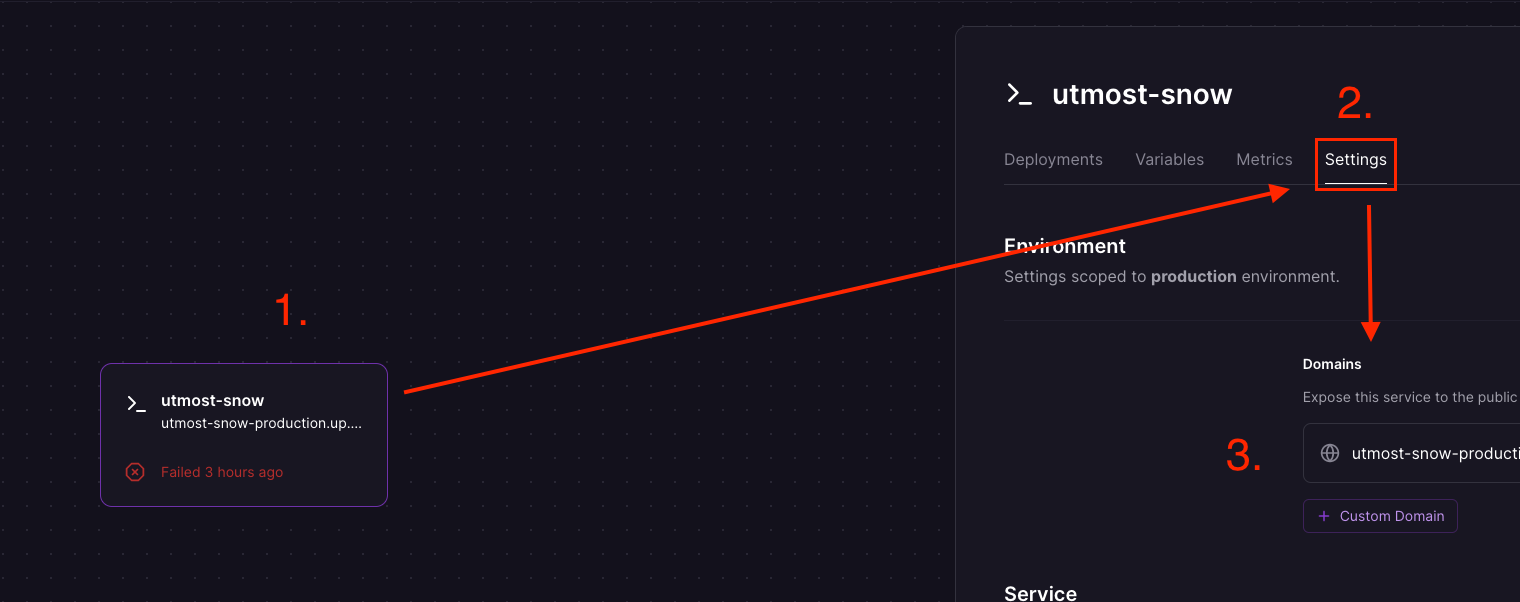 1.
utmost-snow
utmost-snow-production.up....
Failed 3 hours ago
utmost-snow
2.
Deployments
Variables
Metrics
Settings
Environment
Settings scoped to production environment.
Domains
Expose this service to the public
3.
utmost-snow-producti
+ Custom Domain
Service